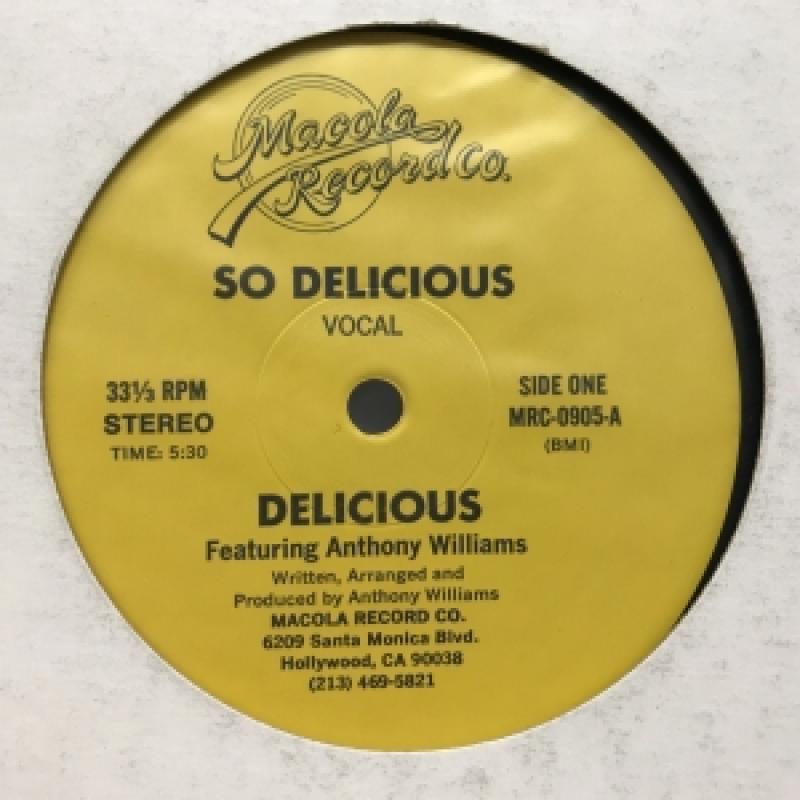 Macola
Record Co.
SO DELICIOUS
VOCAL
33⅓ RPM
STEREO
TIME: 5:30
SIDE ONE
MRC-0905-A
(BMI)
DELICIOUS
Featuring Anthony Williams
Written, Arranged and
Produced by Anthony Williams
MACOLA RECORD CO.
6209 Santa Monica Blvd.
Hollywood, CA 90038
(213) 469-5821